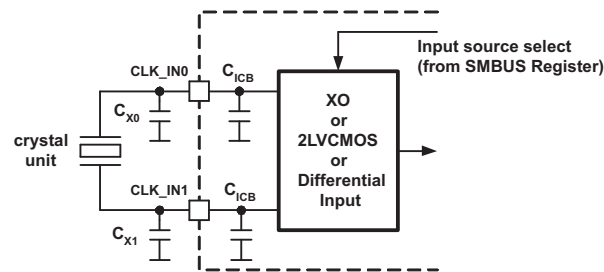 Input source select
(from SMBUS Register)
CLK_IN0
CICB
CX0
XO
or
2LVCMOS
or
Differential
Input
crystal
unit
CLK_IN1
CICB
CX1